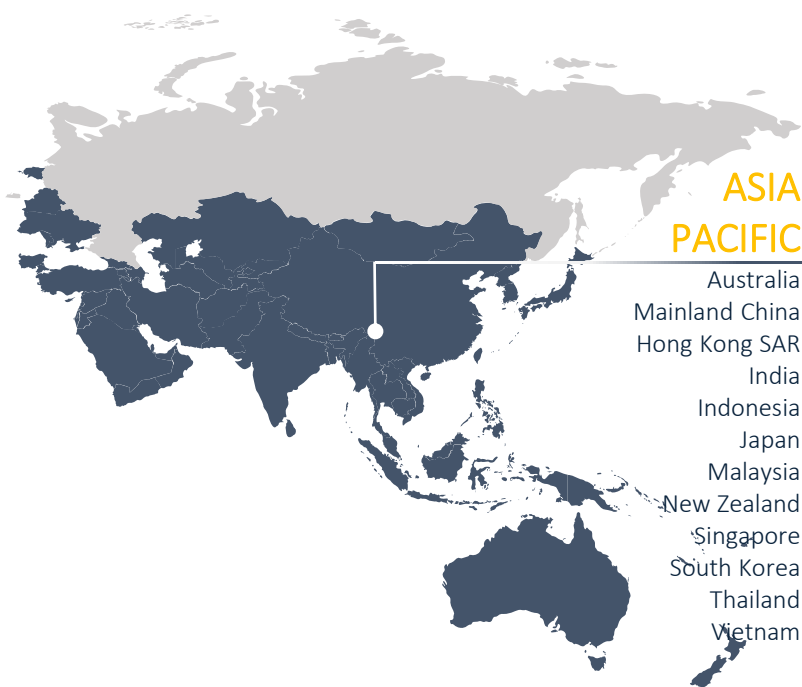 ASIA
PACIFIC
Australia
Mainland China
Hong Kong SAR
India
Indonesia
Japan
Malaysia
New Zealand
Singapore
South Korea
Thailand
Vietnam